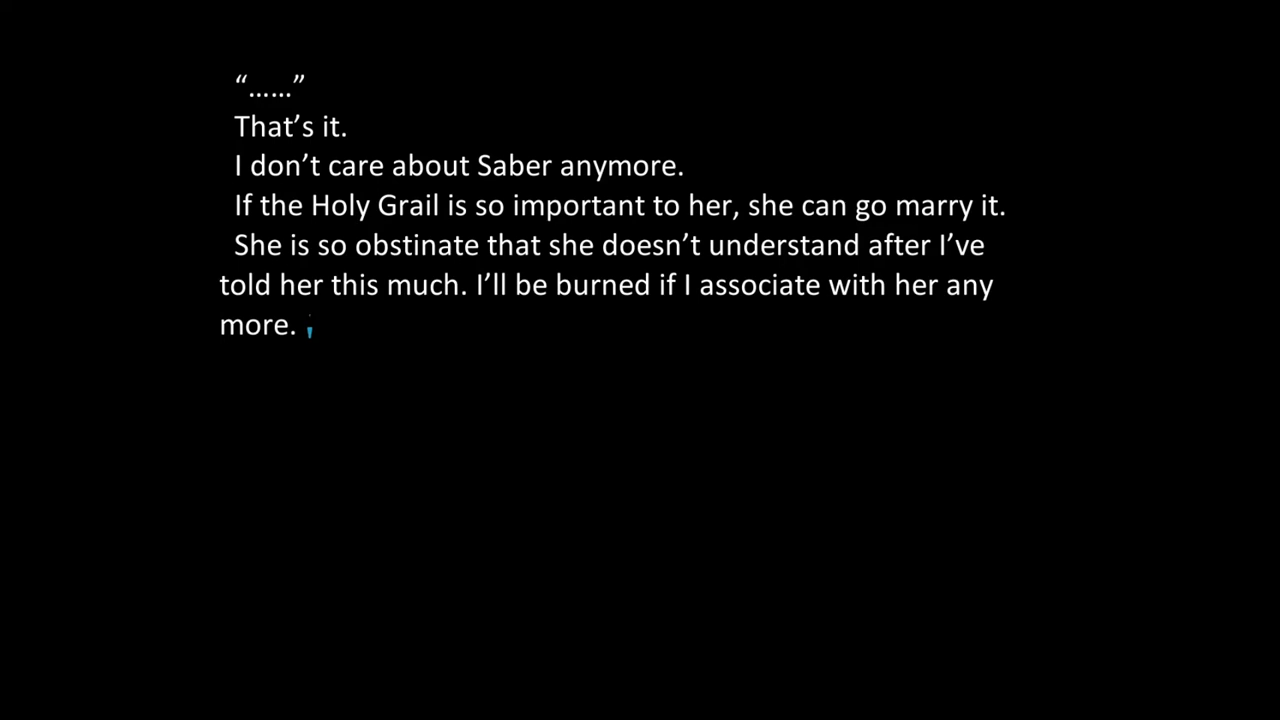 “……”
That’s it.
I don’t care about Saber anymore.
If the Holy Grail is so important to her, she can go marry it.
She is so obstinate that she doesn’t understand after I’ve
told her this much. I’ll be burned if I associate with her any
more.